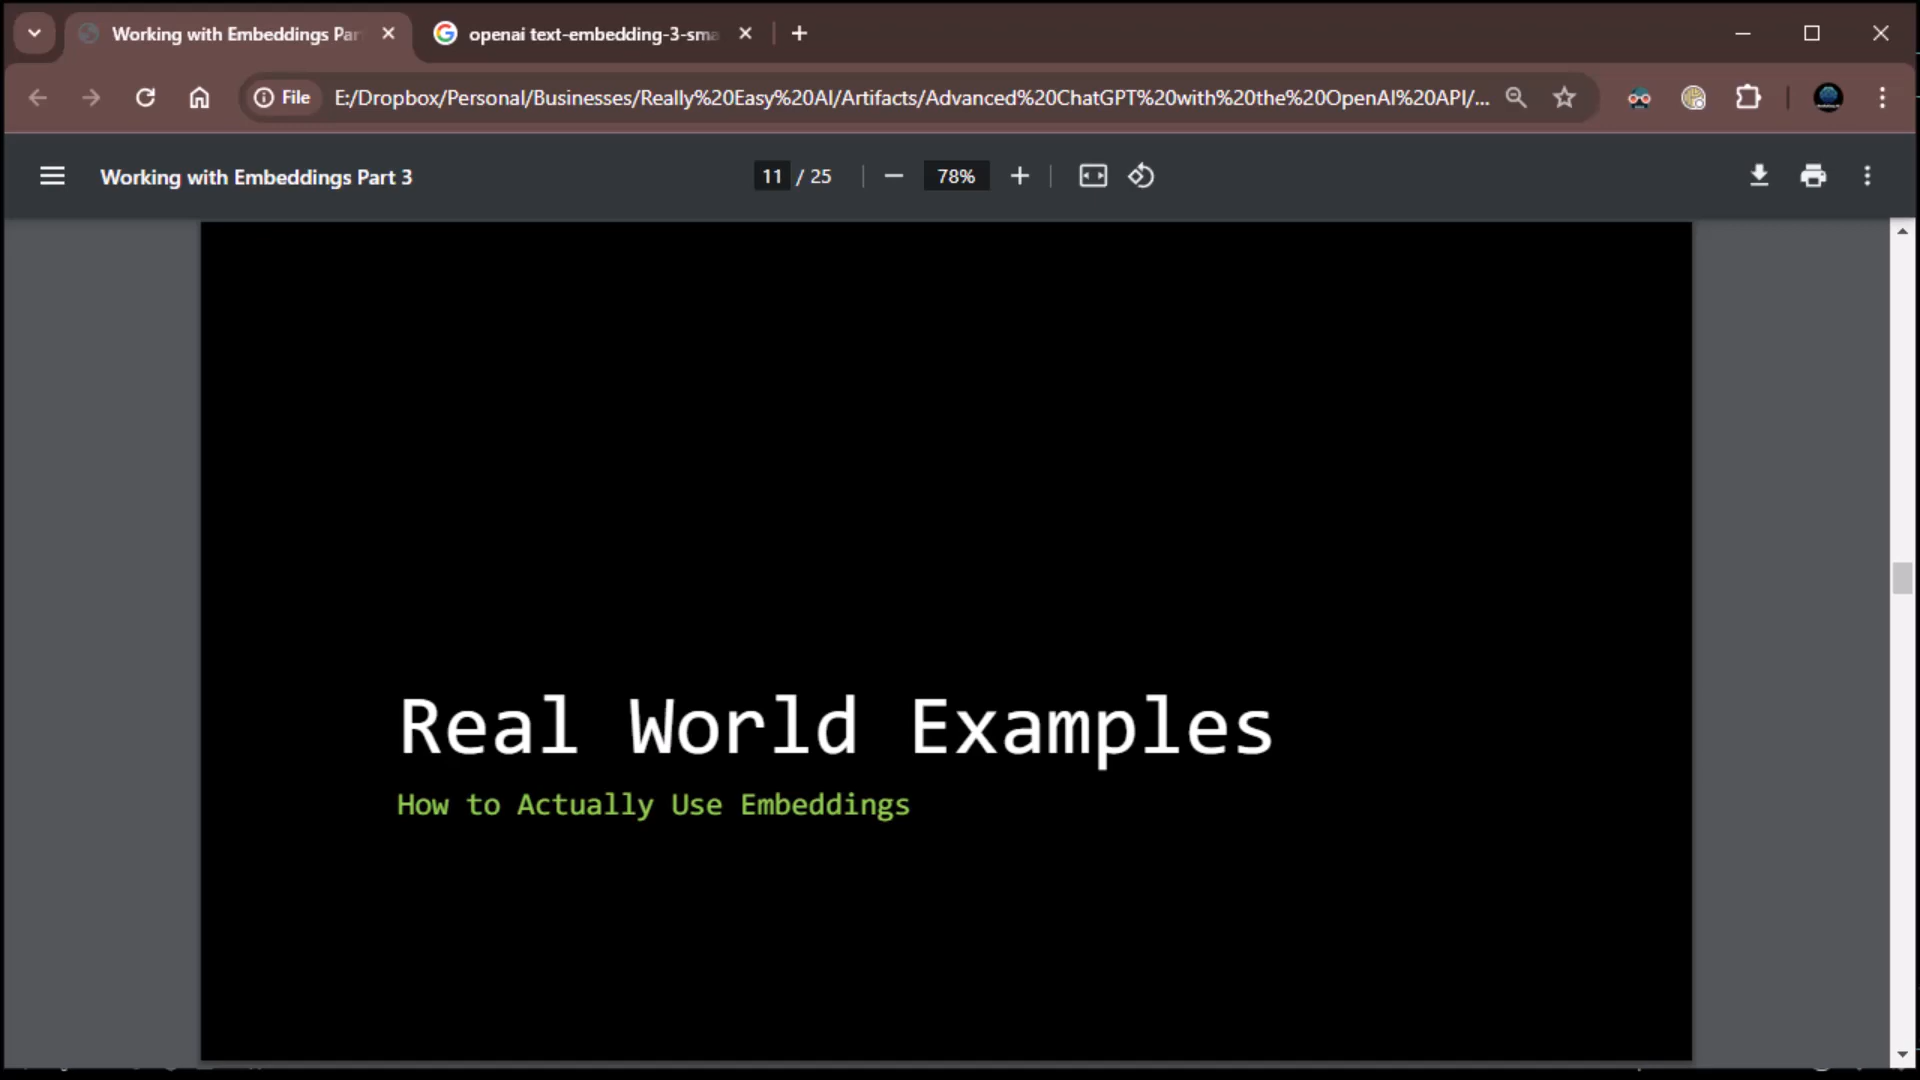 Working with Embeddings Par
openai text-embedding-3-sma
File
E:/Dropbox/Personal/Businesses/Really%20Easy%20AI/Artifacts/Advanced%20ChatGPT%20with%20the%20OpenAI%20API/...
Working with Embeddings Part 3
11 / 25
78%
Real World Examples
How to Actually Use Embeddings